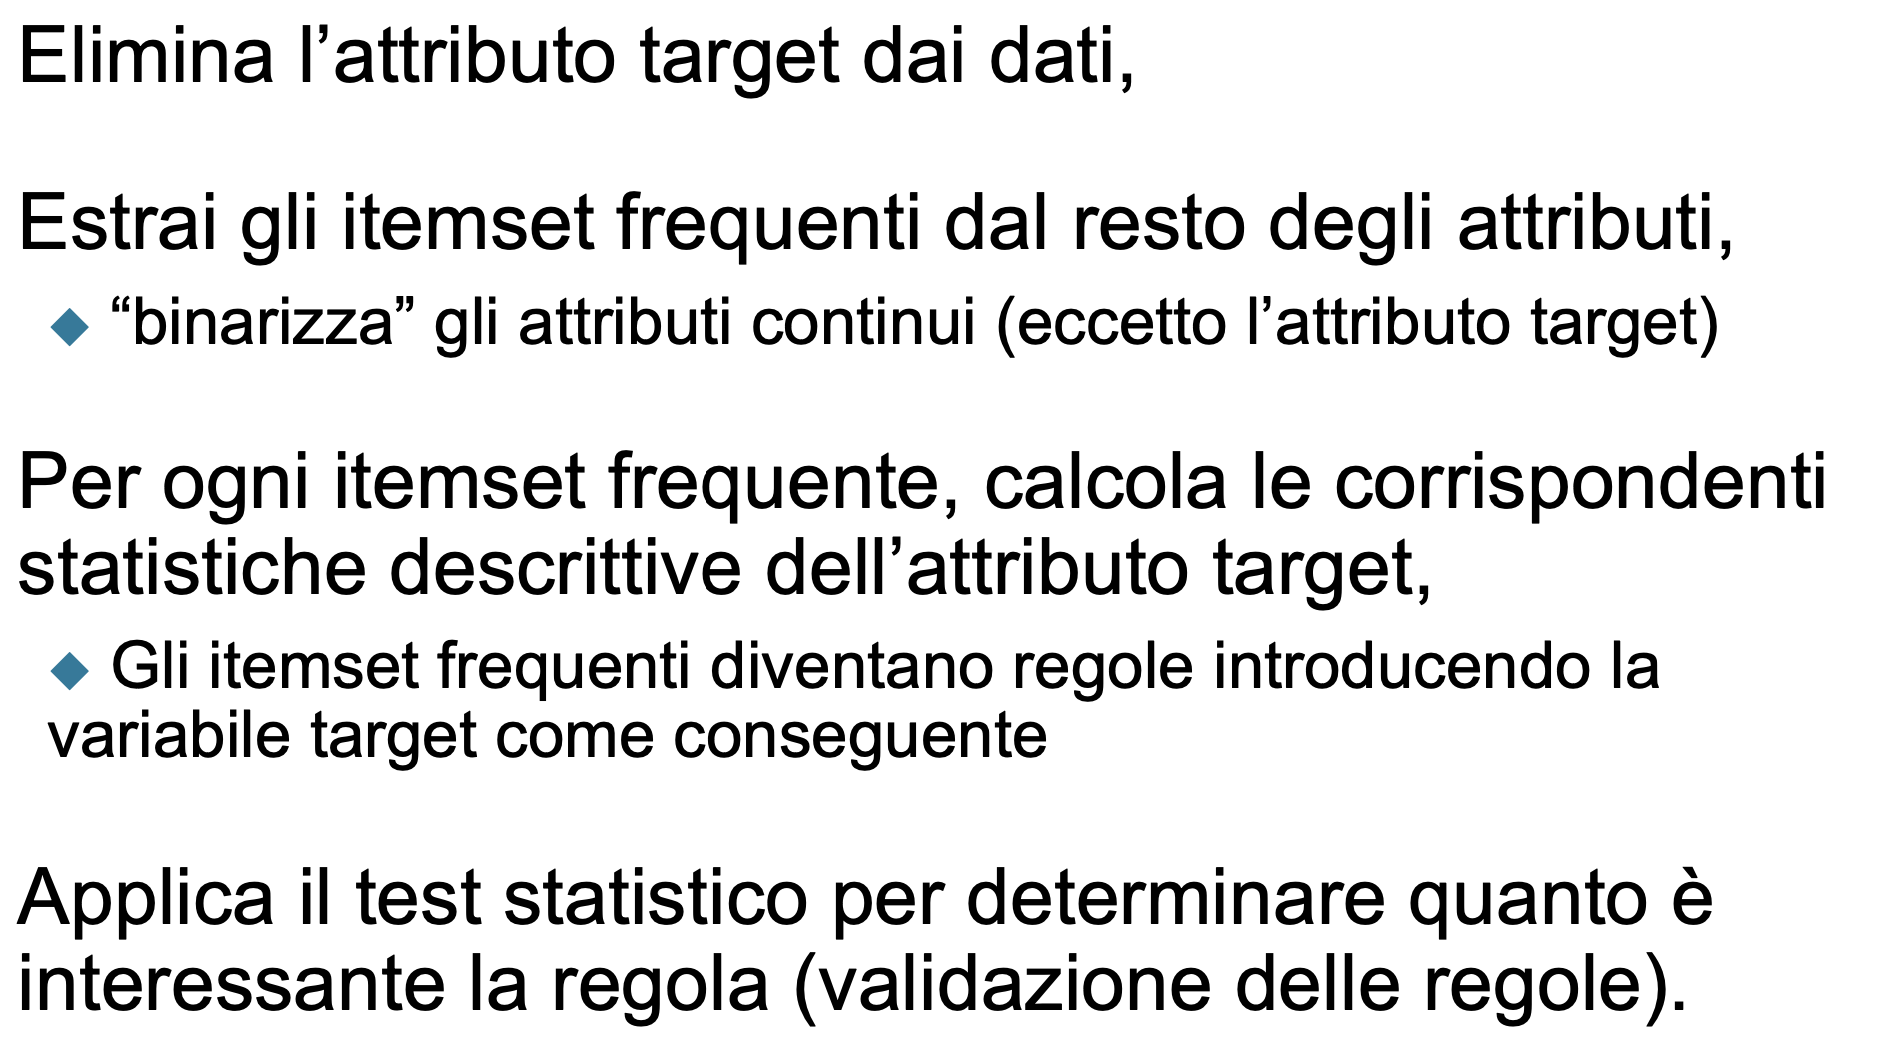 Elimina l’attributo target dai dati,
Estrai gli itemset frequenti dal resto degli attributi,
◆ “binarizza” gli attributi continui (eccetto l’attributo target)
Per ogni itemset frequente, calcola le corrispondenti
statistiche descrittive dell’attributo target,
◆ Gli itemset frequenti diventano regole introducendo la
variabile target come conseguente
Applica il test statistico per determinare quanto è
interessante la regola (validazione delle regole).